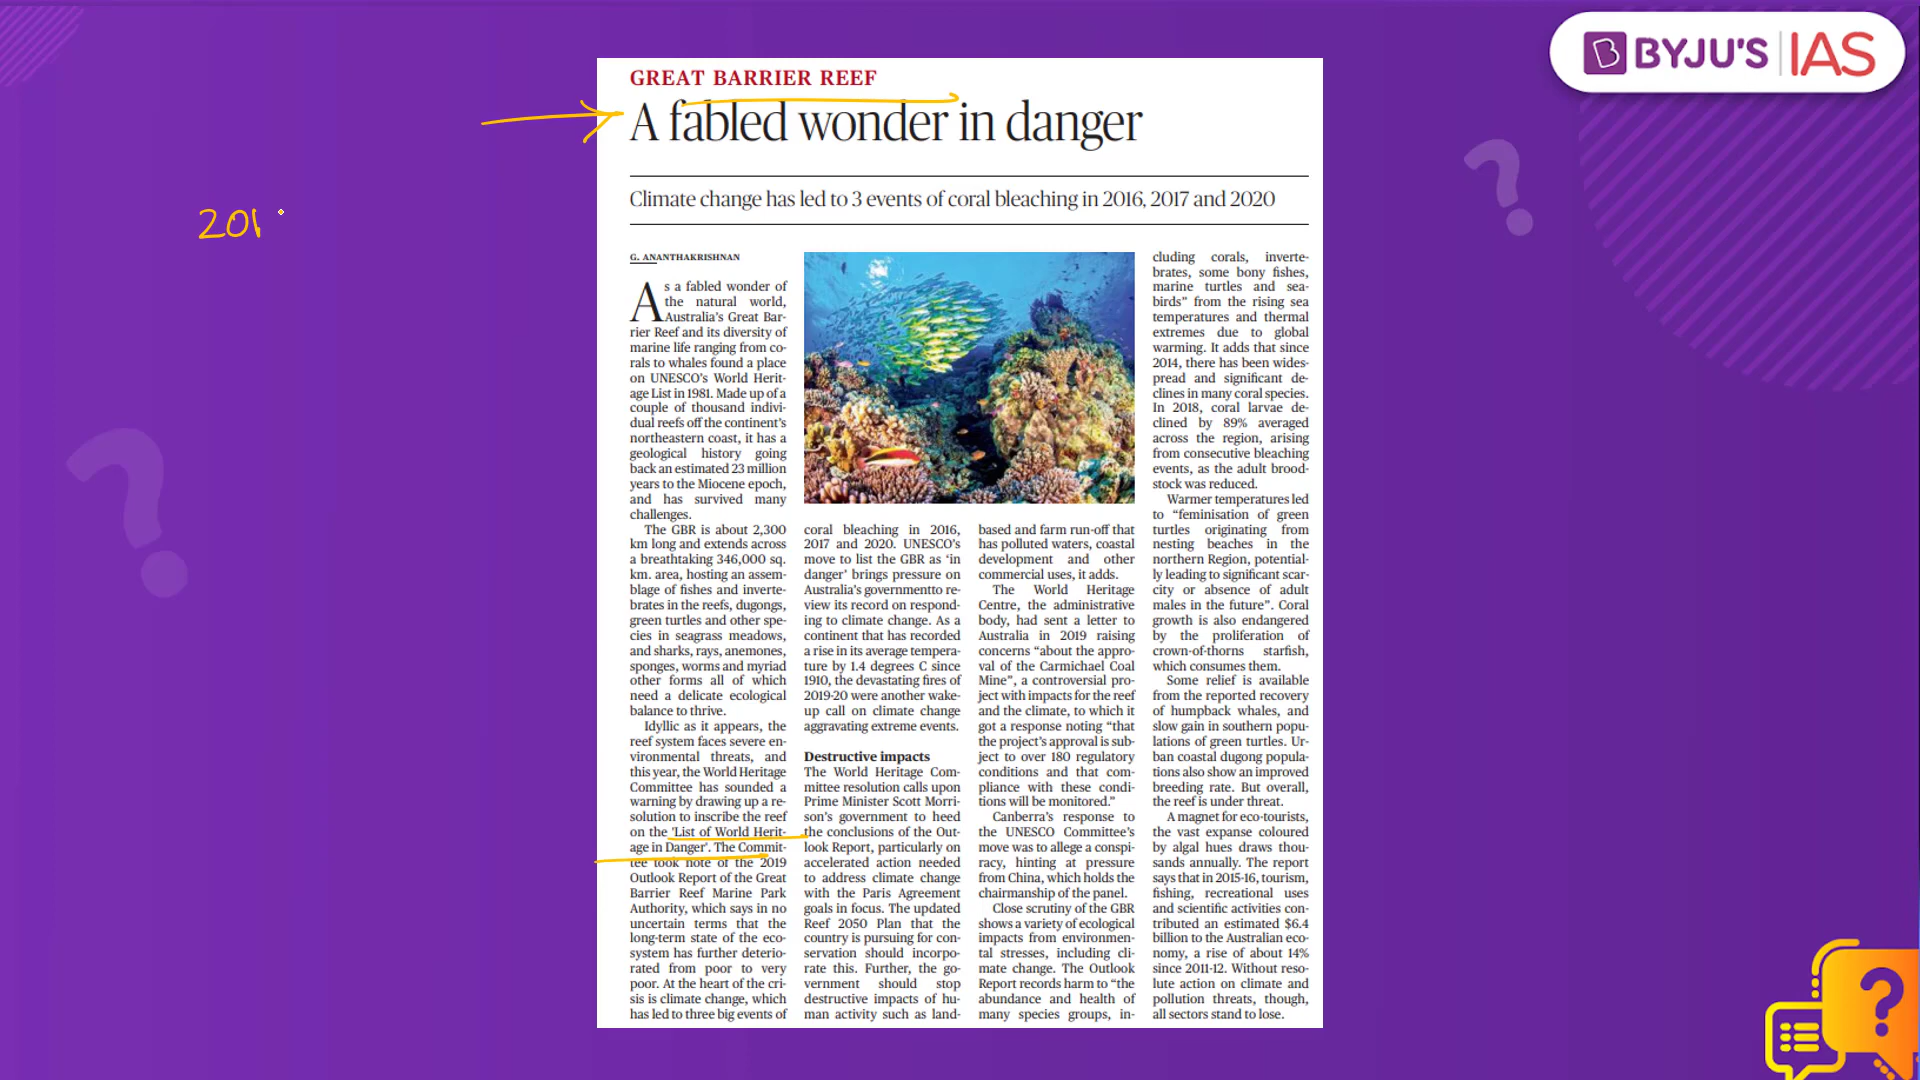 BYJU'S IAS
GREAT BARRIER REEF
A fabled wonder in danger
Climate change has led to 3 events of coral bleaching in 2016, 2017 and 2020
201
G. ANANTHAKRISHNAN
As a fabled wonder of
the natural world,
Australia's Great Bar-
rier Reef and its diversity of
marine life ranging from co-
rals to whales found a place
on UNESCO's World Herit-
age List in 1981. Made up of a
couple of thousand indivi-
dual reefs off the continent's
northeastern coast, it has a
geological history going
back an estimated 23 million
years to the Miocene epoch,
and has survived many
challenges.
The GBR is about 2,300
km long and extends across
a breathtaking 346,000 sq.
km. area, hosting an assem-
blage of fishes and inverte-
brates in the reefs, dugongs,
green turtles and other spe-
cies in seagrass meadows,
and sharks, rays, anemones,
sponges, worms and myriad
other forms all of which
need a delicate ecological
balance to thrive.
Idyllic as it appears, the
reef system faces severe en-
vironmental threats, and
this year, the World Heritage
Committee has sounded a
warning by drawing up a re-
solution to inscribe the reef
on the 'List of World Herit-
age in Danger'. The Commit-
tee took note of the 2019
Outlook Report of the Great
Barrier Reef Marine Park
Authority, which says in no
uncertain terms that the
long-term state of the eco-
system has further deterio-
rated from poor to very
poor. At the heart of the cri-
sis is climate change, which
has led to three big events of
coral bleaching in 2016,
2017 and 2020. UNESCO's
move to list the GBR as 'in
danger' brings pressure on
Australia's governmentto re-
view its record on respond-
ing to climate change. As a
continent that has recorded
a rise in its average tempera-
ture by 1.4 degrees C since
1910, the devastating fires of
2019-20 were another wake-
up call on climate change
aggravating extreme events.
Destructive impacts
The World Heritage Com-
mittee resolution calls upon
Prime Minister Scott Morri-
son's government to heed
the conclusions of the Out-
look Report, particularly on
accelerated action needed
to address climate change
with the Paris Agreement
goals in focus. The updated
Reef 2050 Plan that the
country is pursuing for con-
servation should incorpo-
rate this. Further, the go-
vernment should stop
destructive impacts of hu-
man activity such as land-
based and farm run-off that
has polluted waters, coastal
development and other
commercial uses, it adds.
The World Heritage
Centre, the administrative
body, had sent a letter to
Australia in 2019 raising
concerns "about the appro-
val of the Carmichael Coal
Mine", a controversial pro-
ject with impacts for the reef
and the climate, to which it
got a response noting "that
the project's approval is sub-
ject to over 180 regulatory
conditions and that com-
pliance with these condi-
tions will be monitored."
Canberra's response to
the UNESCO Committee's
move was to allege a conspi-
racy, hinting at pressure
from China, which holds the
chairmanship of the panel.
Close scrutiny of the GBR
shows a variety of ecological
impacts from environmen-
tal stresses, including cli-
mate change. The Outlook
Report records harm to "the
abundance and health of
many species groups, in-
cluding corals, inverte-
brates, some bony fishes,
marine turtles and sea-
birds" from the rising sea
temperatures and thermal
extremes due to global
warming. It adds that since
2014, there has been wides-
pread and significant de-
clines in many coral species.
In 2018, coral larvae de-
clined by 89% averaged
across the region, arising
from consecutive bleaching
events, as the adult brood-
stock was reduced.
Warmer temperatures led
to "feminisation of green
turtles originating from
nesting beaches in the
northern Region, potential-
ly leading to significant scar-
city or absence of adult
males in the future". Coral
growth is also endangered
by the proliferation of
crown-of-thorns starfish,
which consumes them.
Some relief is available
from the reported recovery
of humpback whales, and
slow gain in southern popu-
lations of green turtles. Ur-
ban coastal dugong popula-
tions also show an improved
breeding rate. But overall,
the reef is under threat.
A magnet for eco-tourists,
the vast expanse coloured
by algal hues draws thou-
sands annually. The report
says that in 2015-16, tourism,
fishing, recreational uses
and scientific activities con-
tributed an estimated $6.4
billion to the Australian eco-
nomy, a rise of about 14%
since 2011-12. Without reso-
lute action on climate and
pollution threats, though,
all sectors stand to lose.